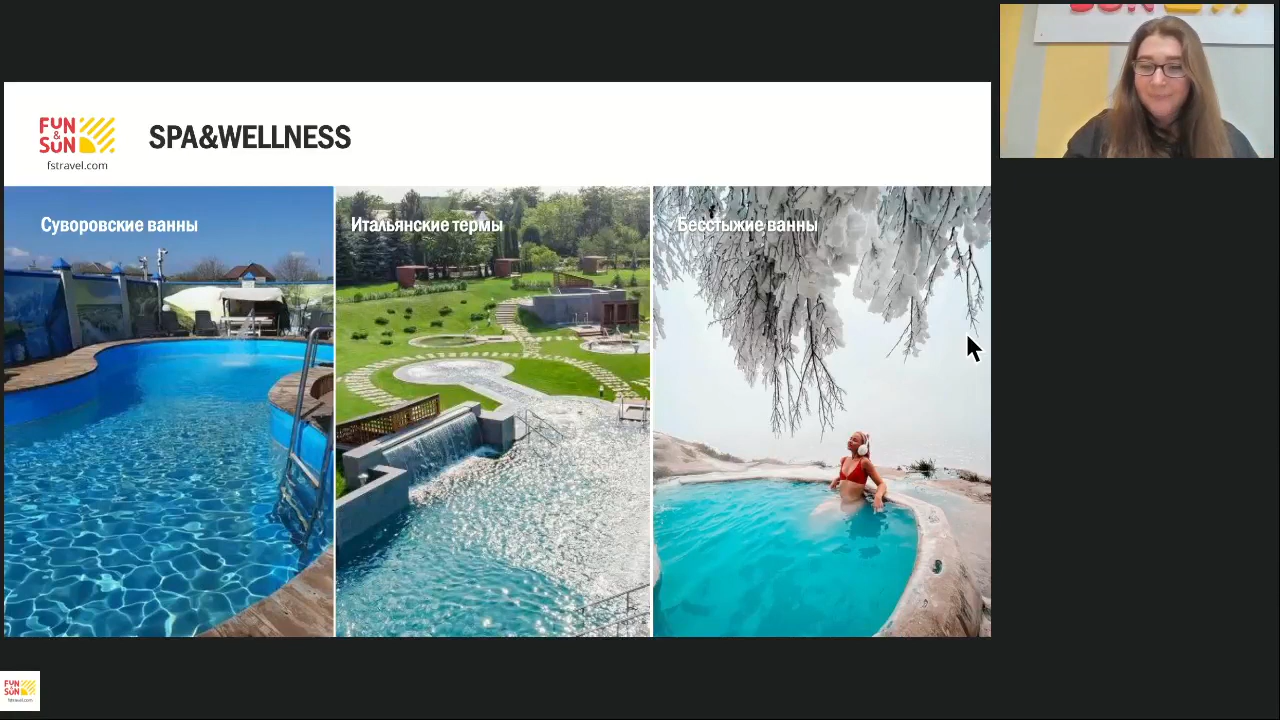 FUN
&
SUN
fstravel.com
SPA&WELLNESS
Суворовские ванны
Итальянские термы
Бесстыжие ванны
FUN
&
SUN
fstravel.com